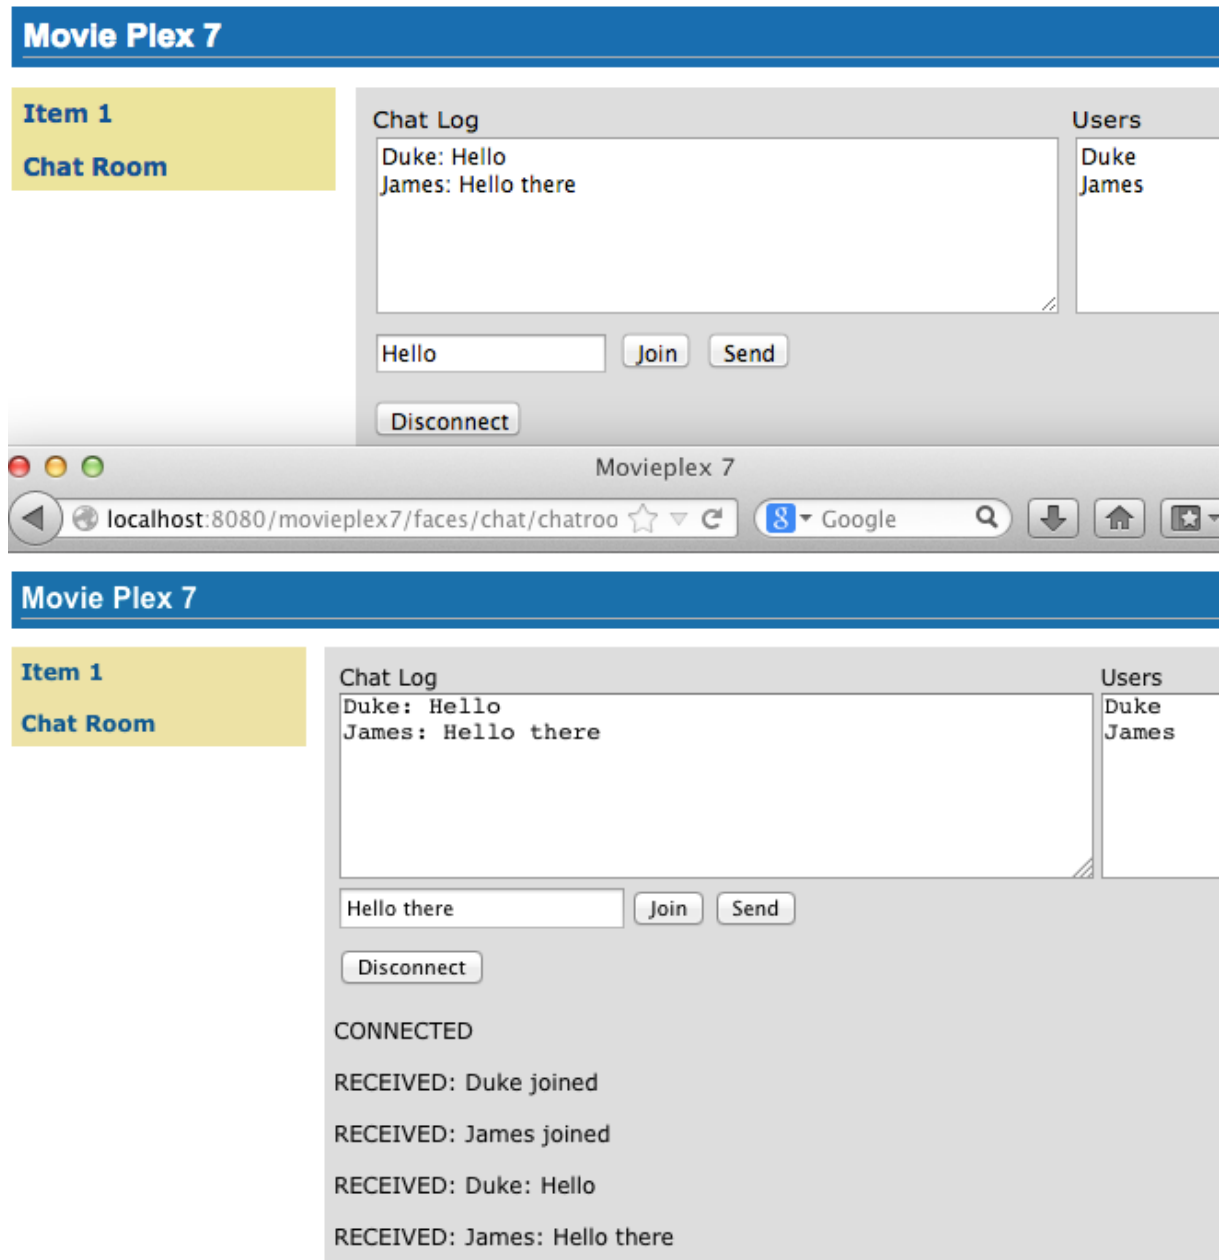 Movie Plex 7
Item 1
Chat Room
Chat Log
Users
Duke: Hello
James: Hello there
Duke
James
Hello
Join
Send
Disconnect
Movieplex 7
localhost:8080/movieplex7/faces/chat/chatroo
8
Google
Movie Plex 7
Item 1
Chat Room
Chat Log
Users
Duke: Hello
James: Hello there
Duke
James
Hello there
Join
Send
Disconnect
CONNECTED
RECEIVED: Duke joined
RECEIVED: James joined
RECEIVED: Duke: Hello
RECEIVED: James: Hello there